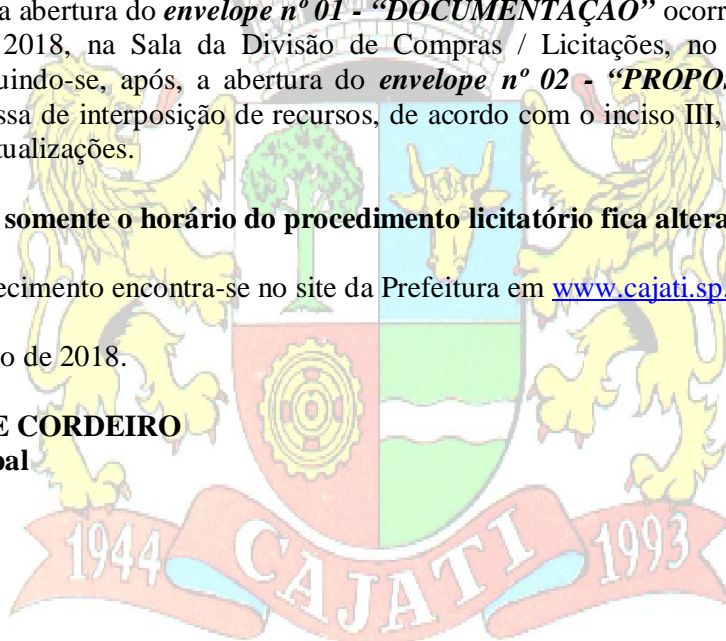 a abertura do envelope nº 01 - “DOCUMENTAÇÃO” ocorr
2018, na Sala da Divisão de Compras / Licitações, no
uindo-se, após, a abertura do envelope nº 02 - “PROPOS
ssa de interposição de recursos, de acordo com o inciso III,
tualizações.
somente o horário do procedimento licitatório fica altera
ecimento encontra-se no site da Prefeitura em www.cajati.sp.
o de 2018.
E CORDEIRO
pal
1944 CAJATI 1993